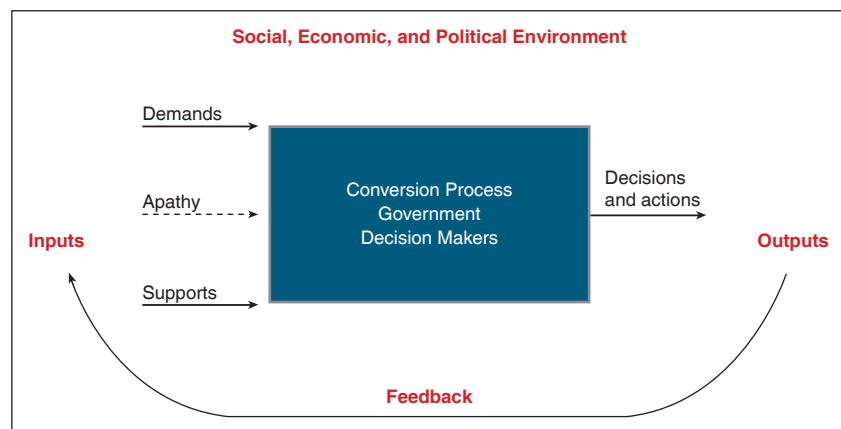 Social, Economic, and Political Environment
Demands
Apathy
Inputs
Supports
Conversion Process
Government
Decision Makers
Decisions
and actions
Outputs
Feedback